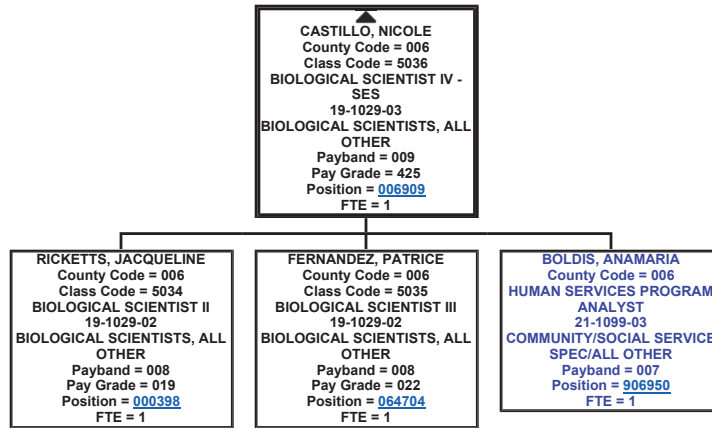 CASTILLO, NICOLE
County Code = 006
Class Code = 5036
BIOLOGICAL SCIENTIST IV -
SES
19-1029-03
BIOLOGICAL SCIENTISTS, ALL
OTHER
Payband = 009
Pay Grade = 425
Position = 006909
FTE = 1
RICKETTS, JACQUELINE
County Code = 006
Class Code = 5034
BIOLOGICAL SCIENTIST II
19-1029-02
BIOLOGICAL SCIENTISTS, ALL
OTHER
Payband = 008
Pay Grade = 019
Position = 000398
FTE = 1
FERNANDEZ, PATRICE
County Code = 006
Class Code = 5035
BIOLOGICAL SCIENTIST III
19-1029-02
BIOLOGICAL SCIENTISTS, ALL
OTHER
Payband = 008
Pay Grade = 022
Position = 064704
FTE = 1
BOLDIS, ANAMARIA
County Code = 006
HUMAN SERVICES PROGRAM
ANALYST
21-1099-03
COMMUNITY/SOCIAL SERVICE
SPEC/ALL OTHER
Payband = 007
Position = 906950
FTE = 1